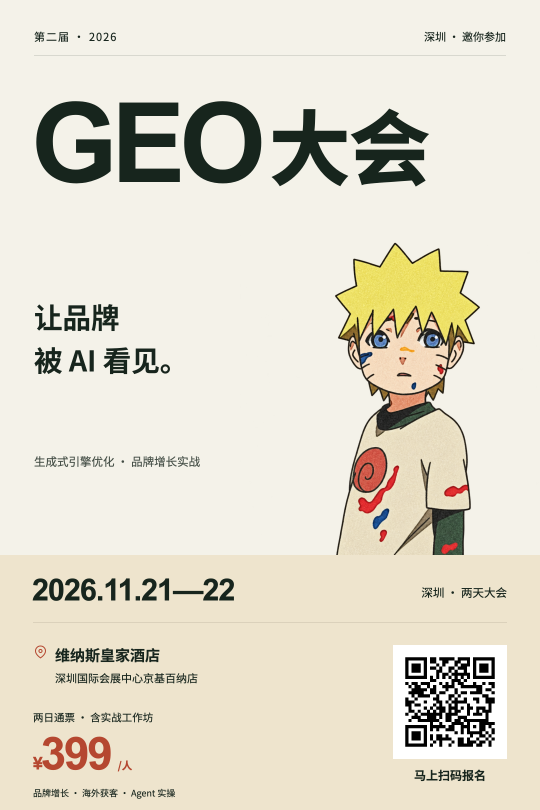 第二届 · 2026
深圳 · 邀你参加
GEO大会
让品牌
被 AI 看见。
生成式引擎优化 · 品牌增长实战
2026.11.21—22
深圳 · 两天大会
维纳斯皇家酒店
深圳国际会展中心京基百纳店
两日通票 · 含实战工作坊
¥399 /人
品牌增长 · 海外获客 · Agent 实操
马上扫码报名